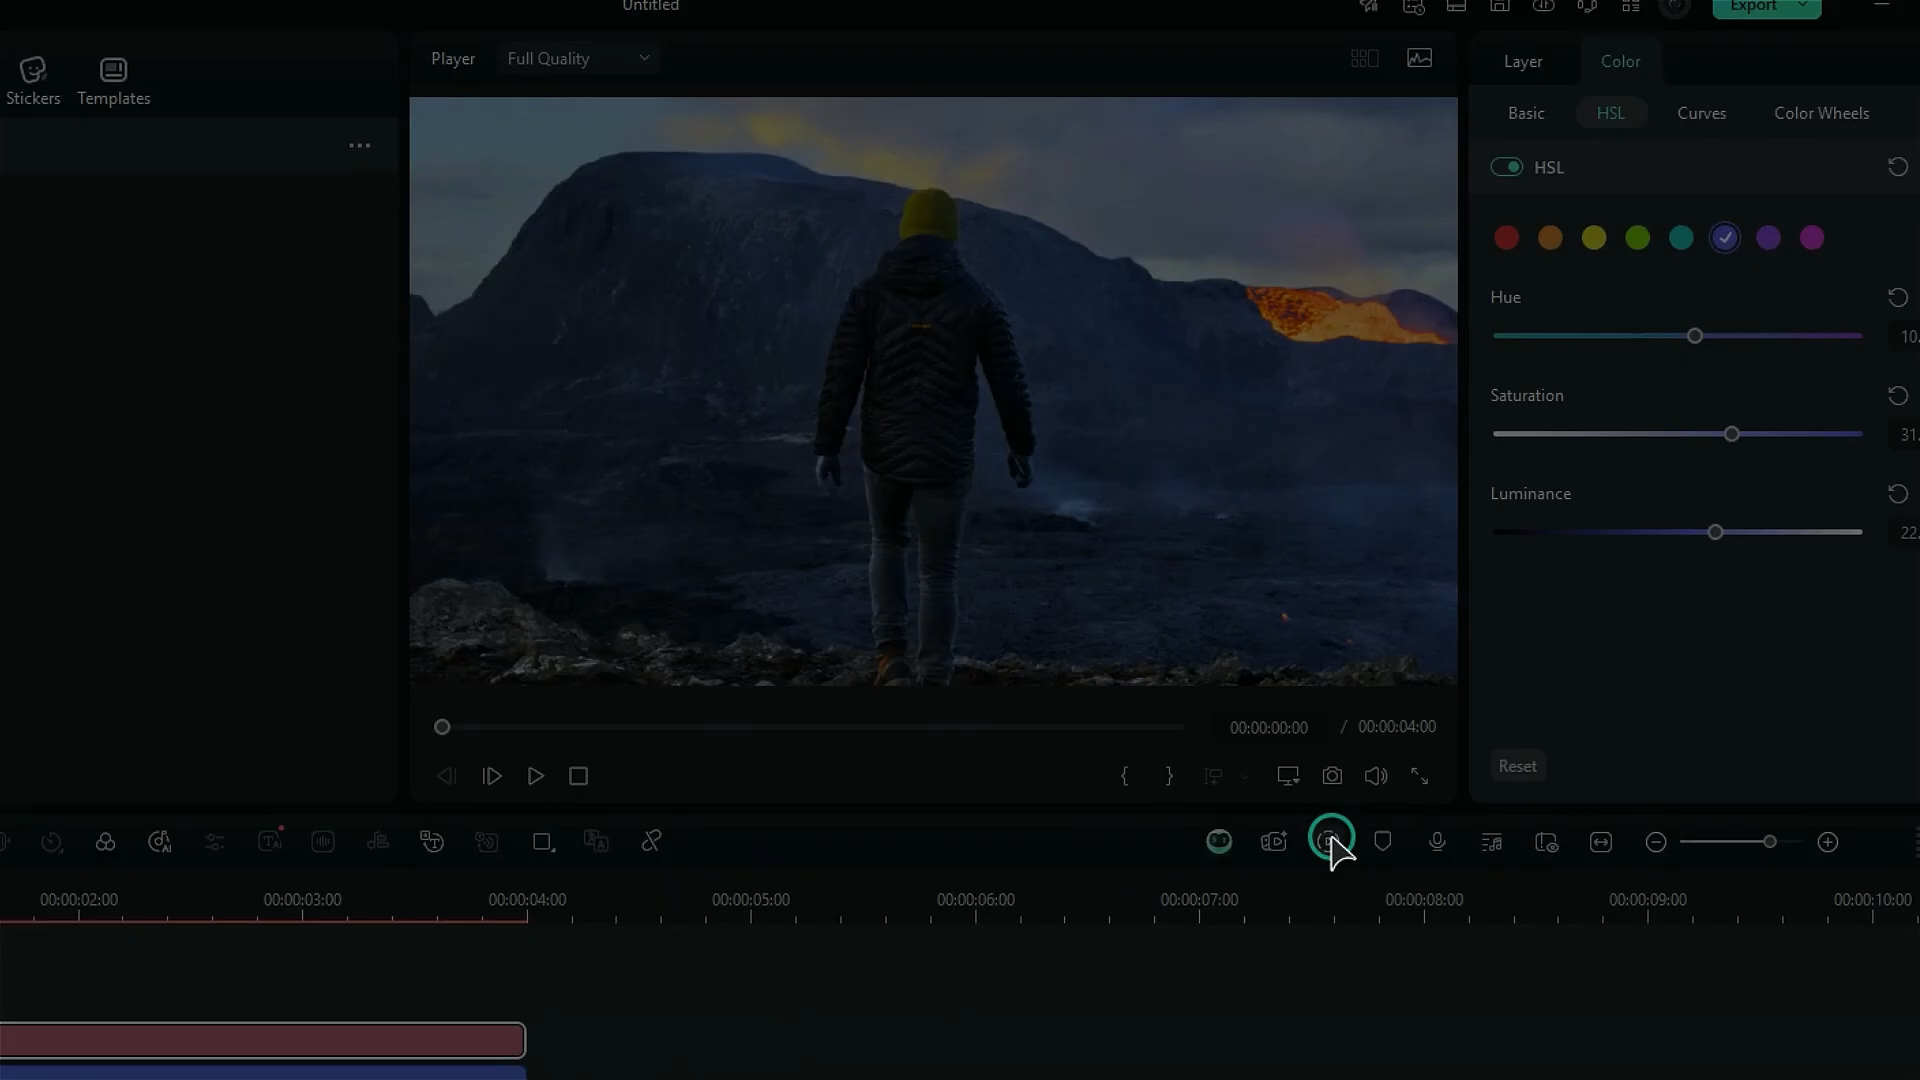 Untitled
Export
Stickers
Templates
Player
Full Quality
Layer
Color
Basic
HSL
Curves
Color Wheels
HSL
Hue
10.
Saturation
31.
Luminance
22.
00:00:00:00 / 00:00:04:00
Reset
00:00:02:00
00:00:03:00
00:00:04:00
00:00:05:00
00:00:06:00
00:00:07:00
00:00:08:00
00:00:09:00
00:00:10:00